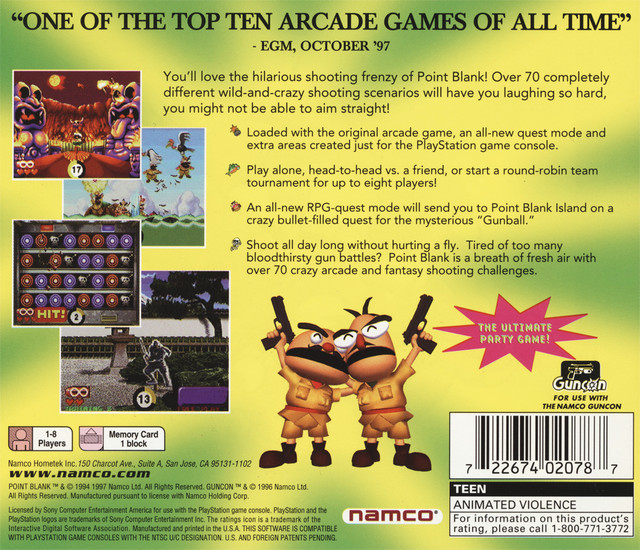 "ONE OF THE TOP TEN ARCADE GAMES OF ALL TIME"
- EGM, OCTOBER '97
You'll love the hilarious shooting frenzy of Point Blank! Over 70 completely
different wild-and-crazy shooting scenarios will have you laughing so hard,
you might not be able to aim straight!
Loaded with the original arcade game, an all-new quest mode and
extra areas created just for the PlayStation game console.
Play alone, head-to-head vs. a friend, or start a round-robin team
tournament for up to eight players!
An all-new RPG-quest mode will send you to Point Blank Island on a
crazy bullet-filled quest for the mysterious "Gunball."
Shoot all day long without hurting a fly. Tired of too many
bloodthirsty gun battles? Point Blank is a breath of fresh air with
over 70 crazy arcade and fantasy shooting challenges.
17
HIT!
2
13
THE ULTIMATE
PARTY GAME!
Guncon
FOR USE WITH
THE NAMCO GUNCON
1-8
Players
Memory Card
1 block
Namco Hometek Inc. 150 Charcot Ave., Suite A, San Jose, CA 95131-1102
www.namco.com
POINT BLANK ™ & © 1994 1997 Namco Ltd. All Rights Reserved. GUNCON ™ & © 1996 Namco Ltd.
All Rights Reserved. Manufactured pursuant to license with Namco Holding Corp.
Licensed by Sony Computer Entertainment America for use with the PlayStation game console. PlayStation and the
PlayStation logos are trademarks of Sony Computer Entertainment Inc. The ratings icon is a trademark of the
Interactive Digital Software Association. Manufactured and printed in the U.S.A. THIS SOFTWARE IS COMPATIBLE
WITH PLAYSTATION GAME CONSOLES WITH THE NTSC U/C DESIGNATION. U.S. AND FOREIGN PATENTS PENDING.
namco
7 22674 02078 7
TEEN
ANIMATED VIOLENCE
For information on this product's
rating, please call 1-800-771-3772